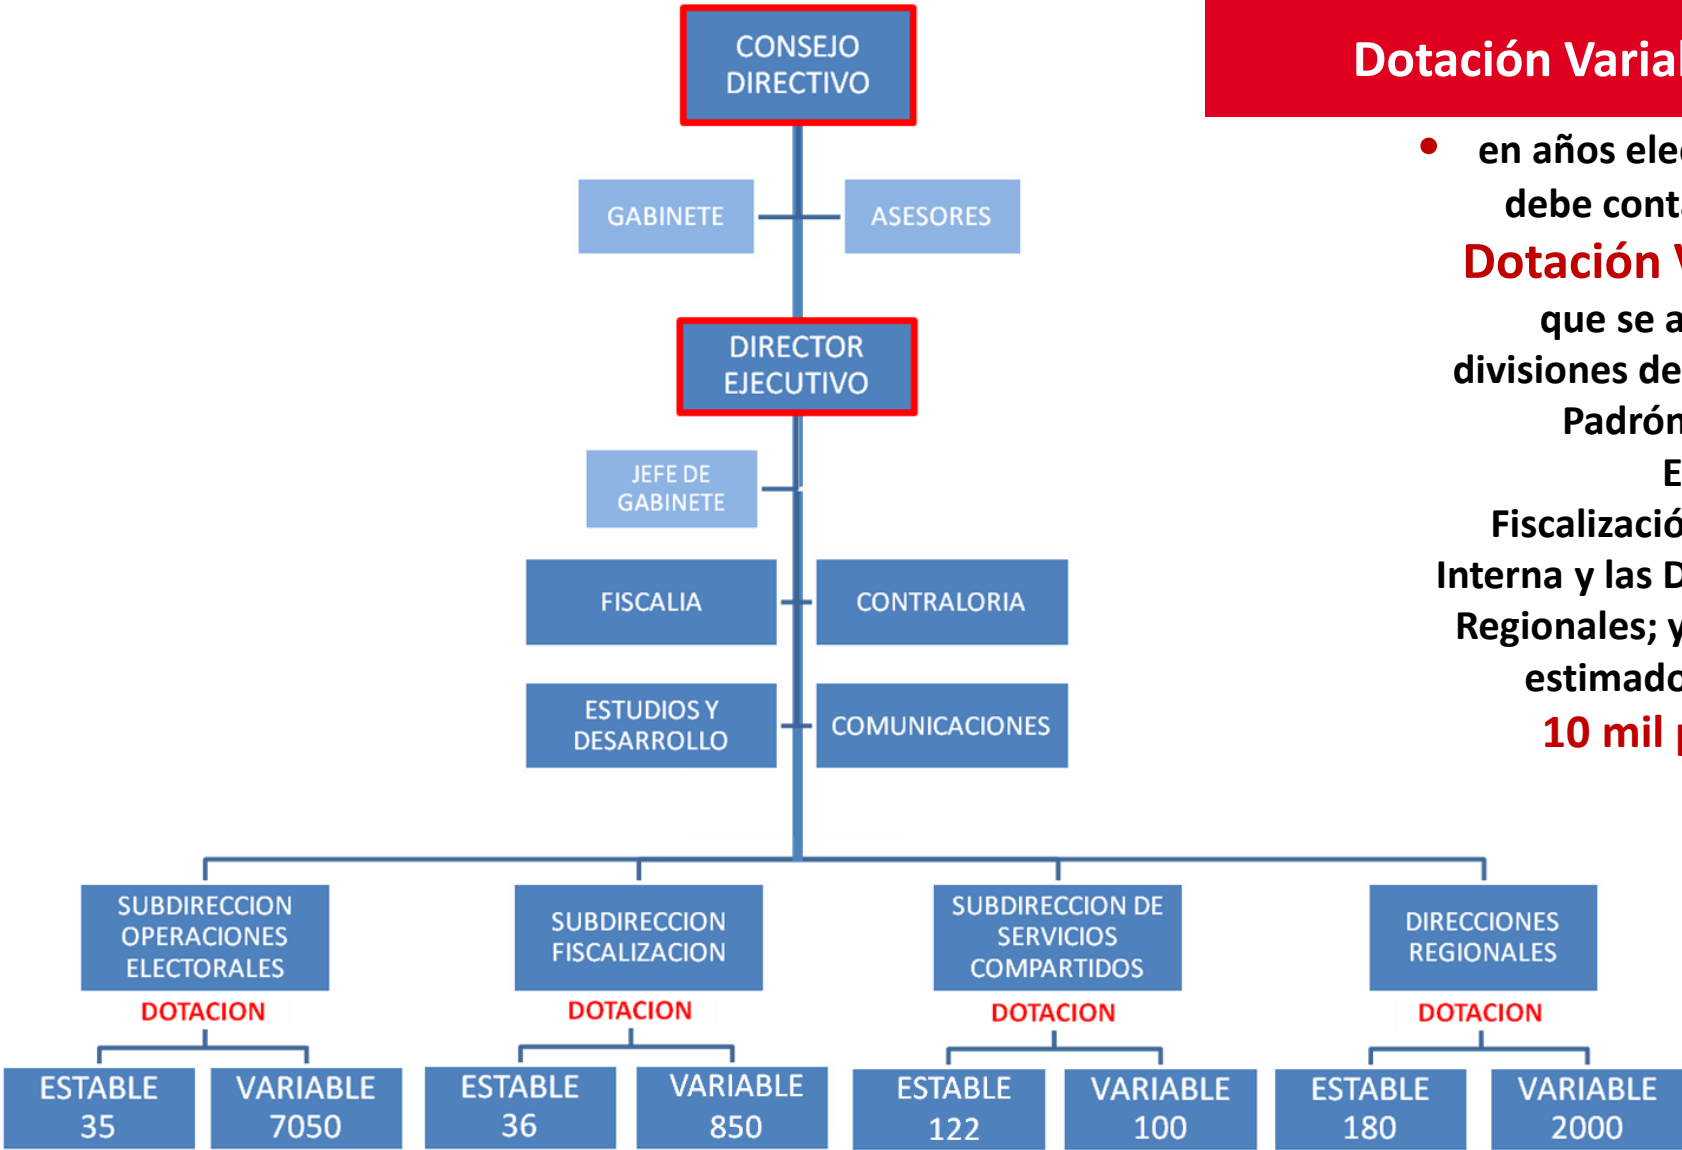 CONSEJO
DIRECTIVO
GABINETE
ASESORES
DIRECTOR
EJECUTIVO
JEFE DE
GABINETE
FISCALIA
CONTRALORIA
ESTUDIOS Y
DESARROLLO
COMUNICACIONES
SUBDIRECCION
OPERACIONES
ELECTORALES
DOTACION
ESTABLE
35
VARIABLE
7050
SUBDIRECCION
FISCALIZACION
DOTACION
ESTABLE
36
VARIABLE
850
SUBDIRECCION DE
SERVICIOS
COMPARTIDOS
DOTACION
ESTABLE
122
VARIABLE
100
DIRECCIONES
REGIONALES
DOTACION
ESTABLE
180
VARIABLE
2000
Dotación
• en años
debe
Dotación
que se
divisiones de
Padrón
Interna y las
Regionales; y
10 mil